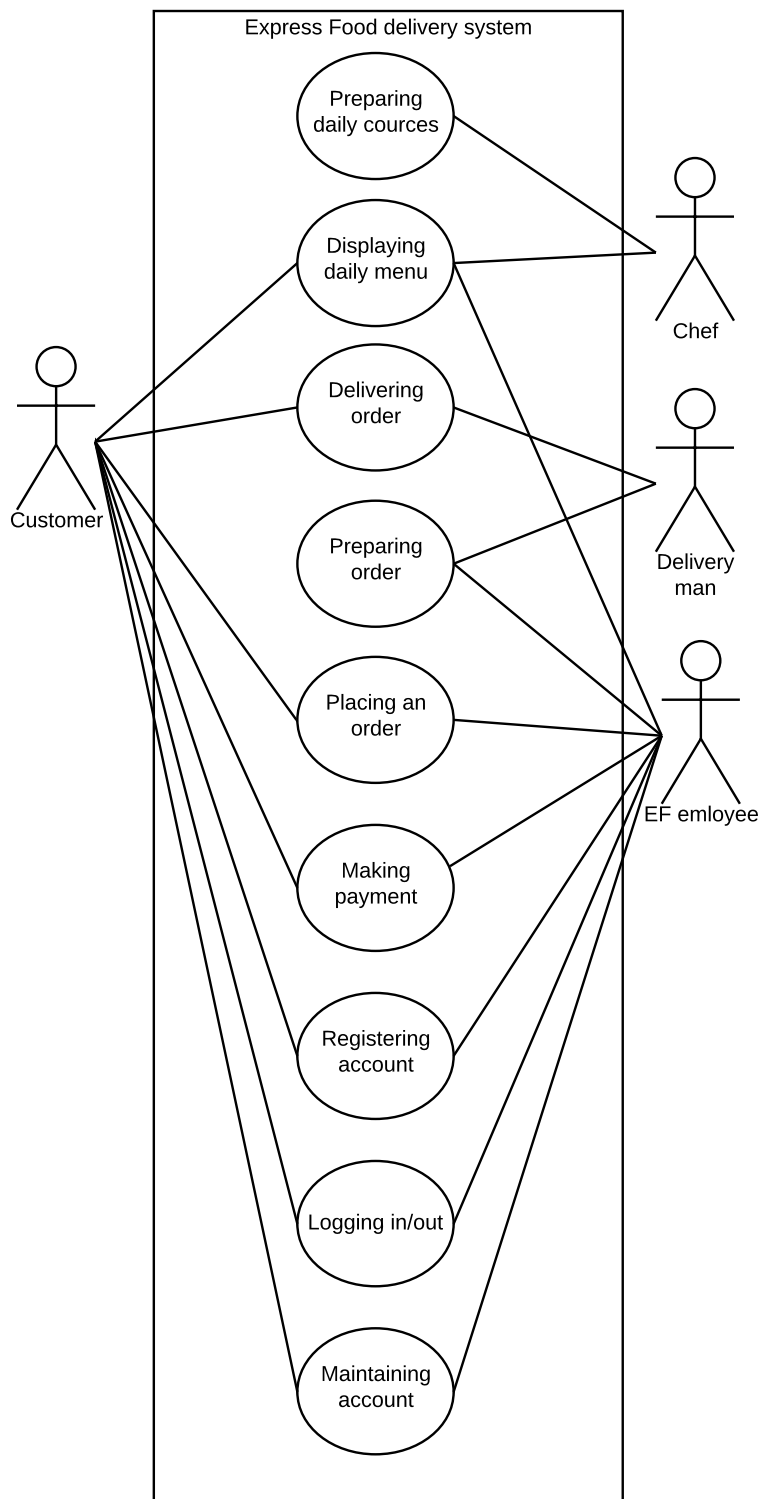 Express Food delivery system
Preparing
daily cources
Displaying
daily menu
Chef
Delivering
order
Customer
Preparing
order
Delivery
man
Placing an
order
EF emloyee
Making
payment
Registering
account
Logging in/out
Maintaining
account